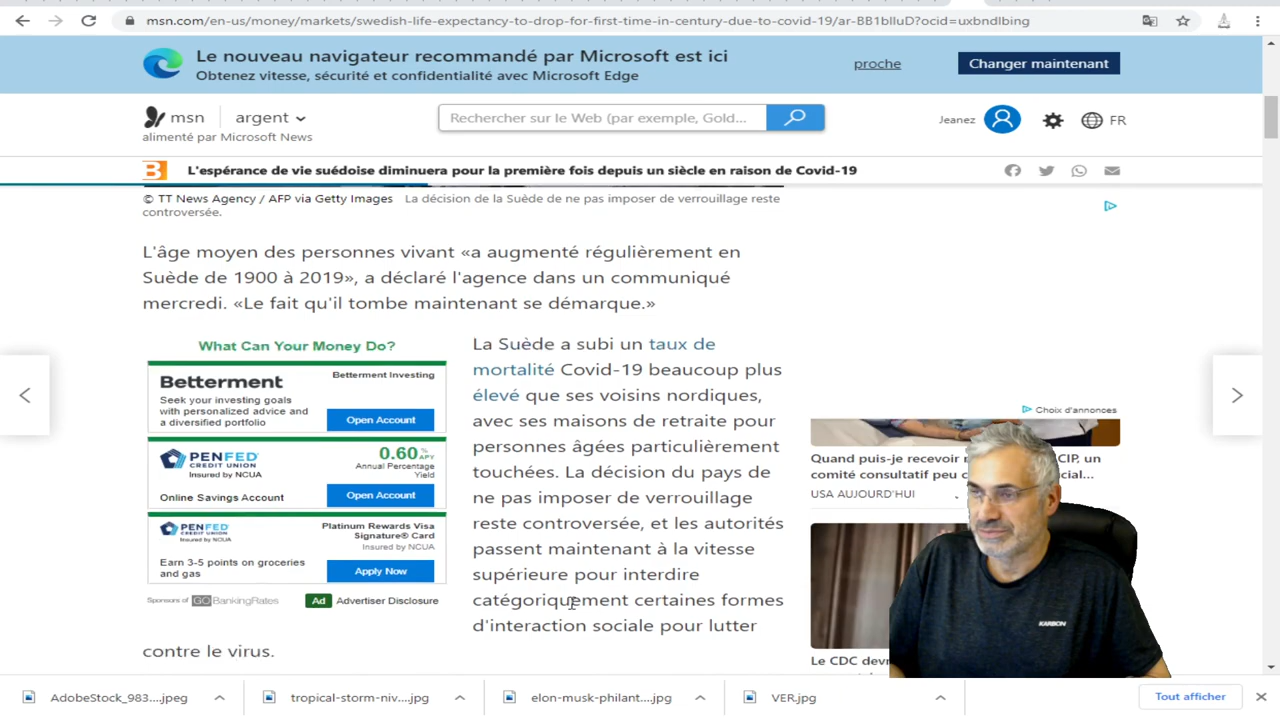 msn.com/en-us/money/markets/swedish-life-expectancy-to-drop-for-first-time-in-century-due-to-covid-19/ar-BB1blluD?ocid=uxbndlbing
Le nouveau navigateur recommandé par Microsoft est ici
Obtenez vitesse, sécurité et confidentialité avec Microsoft Edge
proche
Changer maintenant
msn
argent
alimenté par Microsoft News
Rechercher sur le Web (par exemple, Gold...
Jeanez
FR
B
L'espérance de vie suédoise diminuera pour la première fois depuis un siècle en raison de Covid-19
© TT News Agency / AFP via Getty Images La décision de la Suède de ne pas imposer de verrouillage reste
controversée.
L'âge moyen des personnes vivant «a augmenté régulièrement en
Suède de 1900 à 2019», a déclaré l'agence dans un communiqué
mercredi. «Le fait qu'il tombe maintenant se démarque.»
What Can Your Money Do?
Betterment
Betterment Investing
Seek your investing goals
with personalized advice and
a diversified portfolio
Open Account
PENFED
CREDIT UNION
Insured by NCUA
0.60 % APY
Annual Percentage
Yield
Online Savings Account
Open Account
PENFED
CREDIT UNION
Insured by NCUA
Platinum Rewards Visa
Signature® Card
Insured by NCUA
Earn 3-5 points on groceries
and gas
Apply Now
Sponsors of GOBankingRates
Ad Advertiser Disclosure
La Suède a subi un taux de
mortalité Covid-19 beaucoup plus
élevé que ses voisins nordiques,
avec ses maisons de retraite pour
personnes âgées particulièrement
touchées. La décision du pays de
ne pas imposer de verrouillage
reste controversée, et les autorités
passent maintenant à la vitesse
supérieure pour interdire
catégoriquement certaines formes
d'interaction sociale pour lutter
contre le virus.
Choix d'annonces
Quand puis-je recevoir CIP, un
comité consultatif peu cial...
USA AUJOURD'HUI
KARBON
Le CDC dev
AdobeStock_983....jpeg
tropical-storm-niv....jpg
elon-musk-philant....jpg
VER.jpg
Tout afficher